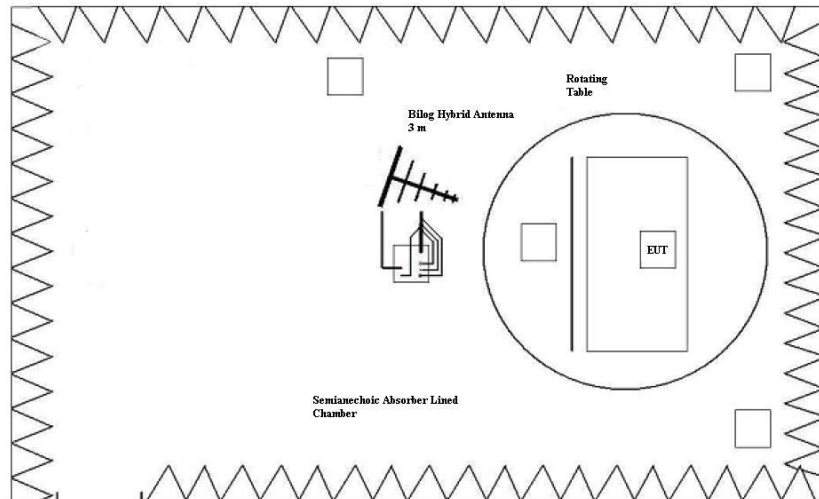 Rotating
Table
Bilog Hybrid Antenna
3 m
EUT
Semianechoic Absorber Lined
Chamber